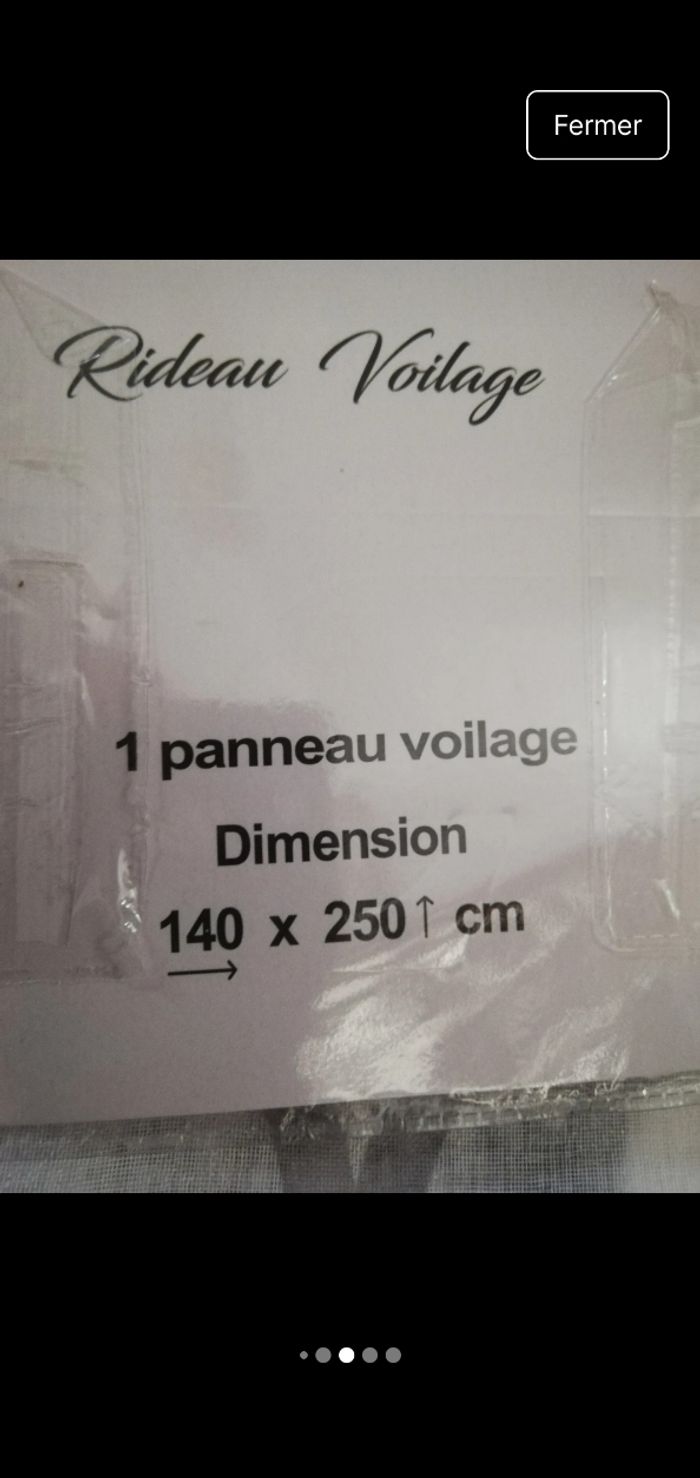 Fermer
Rideau Voilage
1 panneau voilage
Dimension
140 x 250↑ cm
→